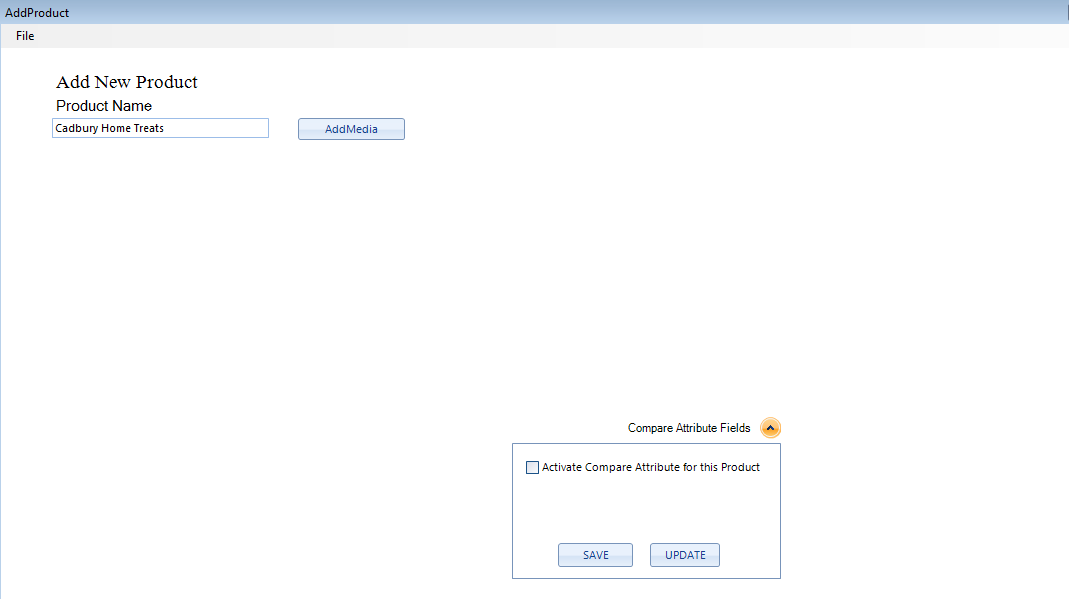 AddProduct
File
Add New Product
Product Name
Cadbury Home Treats
AddMedia
Compare Attribute Fields
Activate Compare Attribute for this Product
SAVE
UPDATE